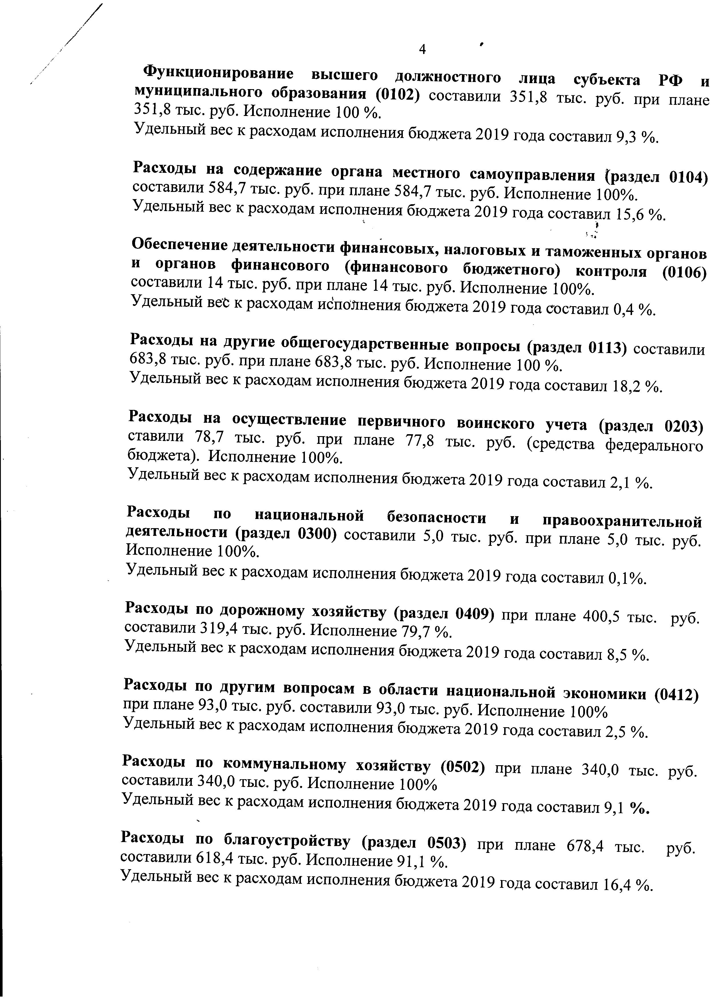 4
Функционирование высшего должностного лица субъекта РФ и
муниципального образования (0102) составили 351,8 тыс. руб. при плане
351,8 тыс. руб. Исполнение 100 %.
Удельный вес к расходам исполнения бюджета 2019 года составил 9,3 %.
Расходы на содержание органа местного самоуправления (раздел 0104)
составили 584,7 тыс. руб. при плане 584,7 тыс. руб. Исполнение 100%.
Удельный вес к расходам исполнения бюджета 2019 года составил 15,6 %.
Обеспечение деятельности финансовых, налоговых и таможенных органов
и органов финансового (финансового бюджетного) контроля (0106)
составили 14 тыс. руб. при плане 14 тыс. руб. Исполнение 100%.
Удельный вес к расходам исполнения бюджета 2019 года составил 0,4 %.
Расходы на другие общегосударственные вопросы (раздел 0113) составили
683,8 тыс. руб. при плане 683,8 тыс. руб. Исполнение 100 %.
Удельный вес к расходам исполнения бюджета 2019 года составил 18,2 %.
Расходы на осуществление первичного воинского учета (раздел 0203)
ставили 78,7 тыс. руб. при плане 77,8 тыс. руб. (средства федерального
бюджета). Исполнение 100%.
Удельный вес к расходам исполнения бюджета 2019 года составил 2,1 %.
Расходы по национальной безопасности и правоохранительной
деятельности (раздел 0300) составили 5,0 тыс. руб. при плане 5,0 тыс. руб.
Исполнение 100%.
Удельный вес к расходам исполнения бюджета 2019 года составил 0,1%.
Расходы по дорожному хозяйству (раздел 0409) при плане 400,5 тыс. руб.
составили 319,4 тыс. руб. Исполнение 79,7 %.
Удельный вес к расходам исполнения бюджета 2019 года составил 8,5 %.
Расходы по другим вопросам в области национальной экономики (0412)
при плане 93,0 тыс. руб. составили 93,0 тыс. руб. Исполнение 100%
Удельный вес к расходам исполнения бюджета 2019 года составил 2,5 %.
Расходы по коммунальному хозяйству (0502) при плане 340,0 тыс. руб.
составили 340,0 тыс. руб. Исполнение 100%
Удельный вес к расходам исполнения бюджета 2019 года составил 9,1 %.
Расходы по благоустройству (раздел 0503) при плане 678,4 тыс. руб.
составили 618,4 тыс. руб. Исполнение 91,1 %.
Удельный вес к расходам исполнения бюджета 2019 года составил 16,4 %.